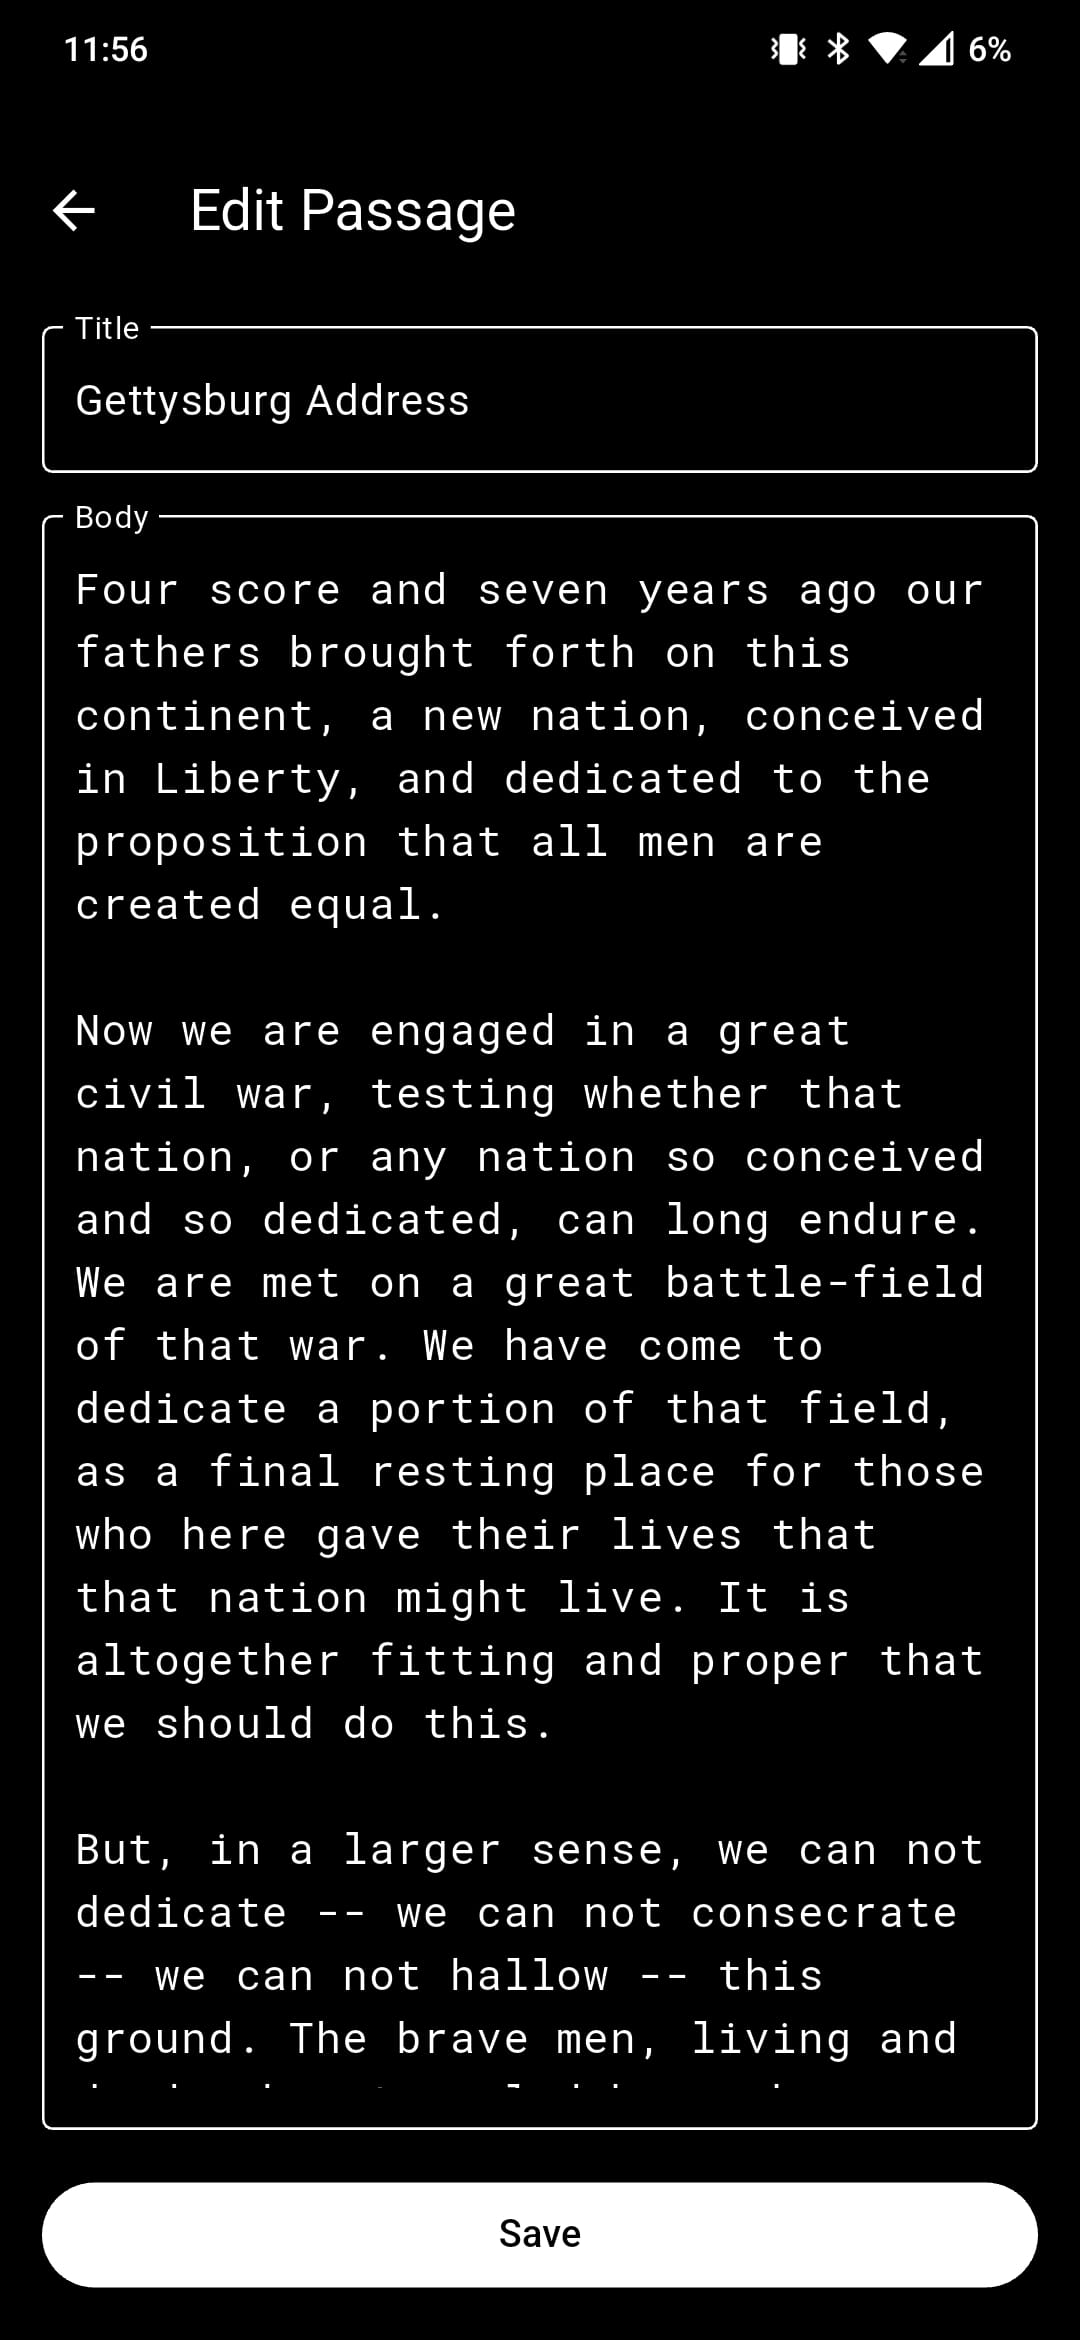 11:56
6%
Edit Passage
Title
Gettysburg Address
Body
Four score and seven years ago our
fathers brought forth on this
continent, a new nation, conceived
in Liberty, and dedicated to the
proposition that all men are
created equal.
Now we are engaged in a great
civil war, testing whether that
nation, or any nation so conceived
and so dedicated, can long endure.
We are met on a great battle-field
of that war. We have come to
dedicate a portion of that field,
as a final resting place for those
who here gave their lives that
that nation might live. It is
altogether fitting and proper that
we should do this.
But, in a larger sense, we can not
dedicate -- we can not consecrate
-- we can not hallow -- this
ground. The brave men, living and
Save